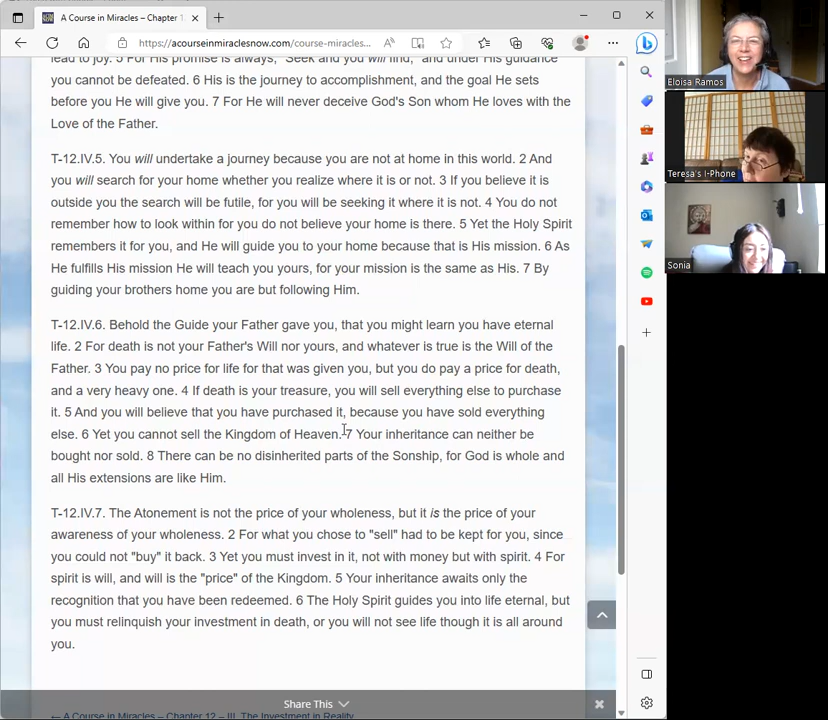 A Course in Miracles – Chapter 1
https://acourseinmiraclesnow.com/course-miracles...
lead to joy. 5 For His promise is always, "Seek and you will find," and under His guidance
you cannot be defeated. 6 His is the journey to accomplishment, and the goal He sets
before you He will give you. 7 For He will never deceive God's Son whom He loves with the
Love of the Father.
T-12.IV.5. You will undertake a journey because you are not at home in this world. 2 And
you will search for your home whether you realize where it is or not. 3 If you believe it is
outside you the search will be futile, for you will be seeking it where it is not. 4 You do not
remember how to look within for you do not believe your home is there. 5 Yet the Holy Spirit
remembers it for you, and He will guide you to your home because that is His mission. 6 As
He fulfills His mission He will teach you yours, for your mission is the same as His. 7 By
guiding your brothers home you are but following Him.
T-12.IV.6. Behold the Guide your Father gave you, that you might learn you have eternal
life. 2 For death is not your Father's Will nor yours, and whatever is true is the Will of the
Father. 3 You pay no price for life for that was given you, but you do pay a price for death,
and a very heavy one. 4 If death is your treasure, you will sell everything else to purchase
it. 5 And you will believe that you have purchased it, because you have sold everything
else. 6 Yet you cannot sell the Kingdom of Heaven. 7 Your inheritance can neither be
bought nor sold. 8 There can be no disinherited parts of the Sonship, for God is whole and
all His extensions are like Him.
T-12.IV.7. The Atonement is not the price of your wholeness, but it is the price of your
awareness of your wholeness. 2 For what you chose to "sell" had to be kept for you, since
you could not "buy" it back. 3 Yet you must invest in it, not with money but with spirit. 4 For
spirit is will, and will is the "price" of the Kingdom. 5 Your inheritance awaits only the
recognition that you have been redeemed. 6 The Holy Spirit guides you into life eternal, but
you must relinquish your investment in death, or you will not see life though it is all around
you.
Share This
← A Course in Miracles – Chapter 12 – III. The Investment in Reality
Eloisa Ramos
Teresa's I-Phone
Sonia